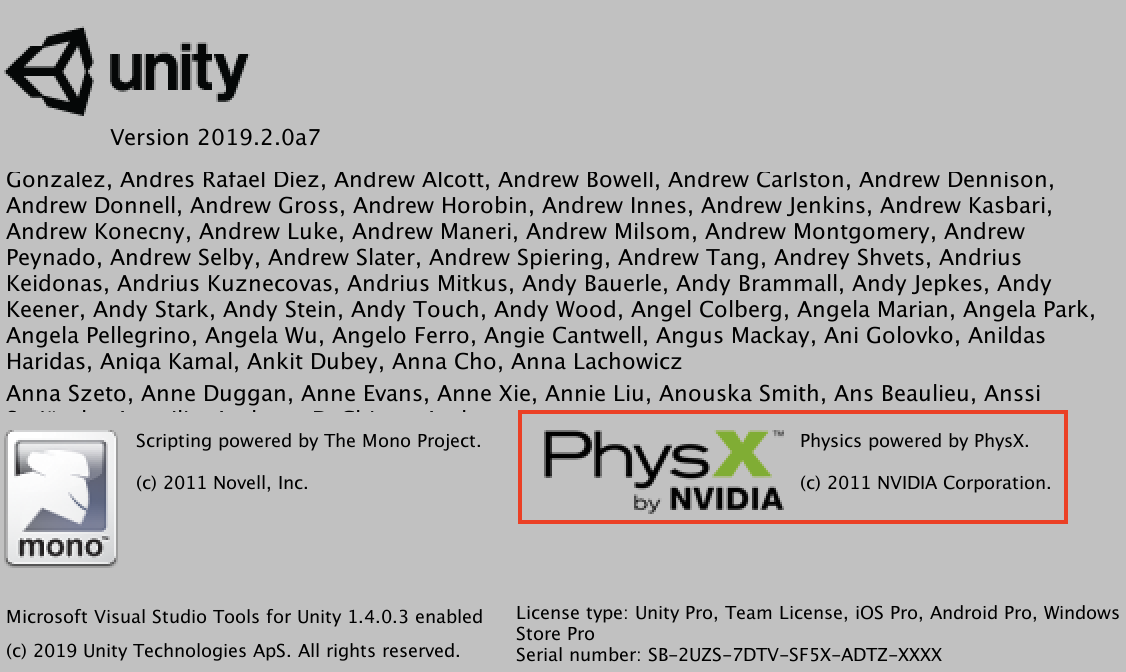 unity
Version 2019.2.0a7
Gonzalez, Andres Rafael Diez, Andrew Alcott, Andrew Bowell, Andrew Carlston, Andrew Dennison,
Andrew Donnell, Andrew Gross, Andrew Horobin, Andrew Innes, Andrew Jenkins, Andrew Kasbari,
Andrew Konecny, Andrew Luke, Andrew Maneri, Andrew Milsom, Andrew Montgomery, Andrew
Peynado, Andrew Selby, Andrew Slater, Andrew Spiering, Andrew Tang, Andrey Shvets, Andrius
Keidonas, Andrius Kuznecovas, Andrius Mitkus, Andy Bauerle, Andy Brammall, Andy Jepkes, Andy
Keener, Andy Stark, Andy Stein, Andy Touch, Andy Wood, Angel Colberg, Angela Marian, Angela Park,
Angela Pellegrino, Angela Wu, Angelo Ferro, Angie Cantwell, Angus Mackay, Ani Golovko, Anildas
Haridas, Aniqa Kamal, Ankit Dubey, Anna Cho, Anna Lachowicz
Anna Szeto, Anne Duggan, Anne Evans, Anne Xie, Annie Liu, Anouska Smith, Ans Beaulieu, Anssi
mono™
Scripting powered by The Mono Project.
(c) 2011 Novell, Inc.
PhysX™
by NVIDIA
Physics powered by PhysX.
(c) 2011 NVIDIA Corporation.
Microsoft Visual Studio Tools for Unity 1.4.0.3 enabled
(c) 2019 Unity Technologies ApS. All rights reserved.
License type: Unity Pro, Team License, iOS Pro, Android Pro, Windows
Store Pro
Serial number: SB-2UZS-7DTV-SF5X-ADTZ-XXXX